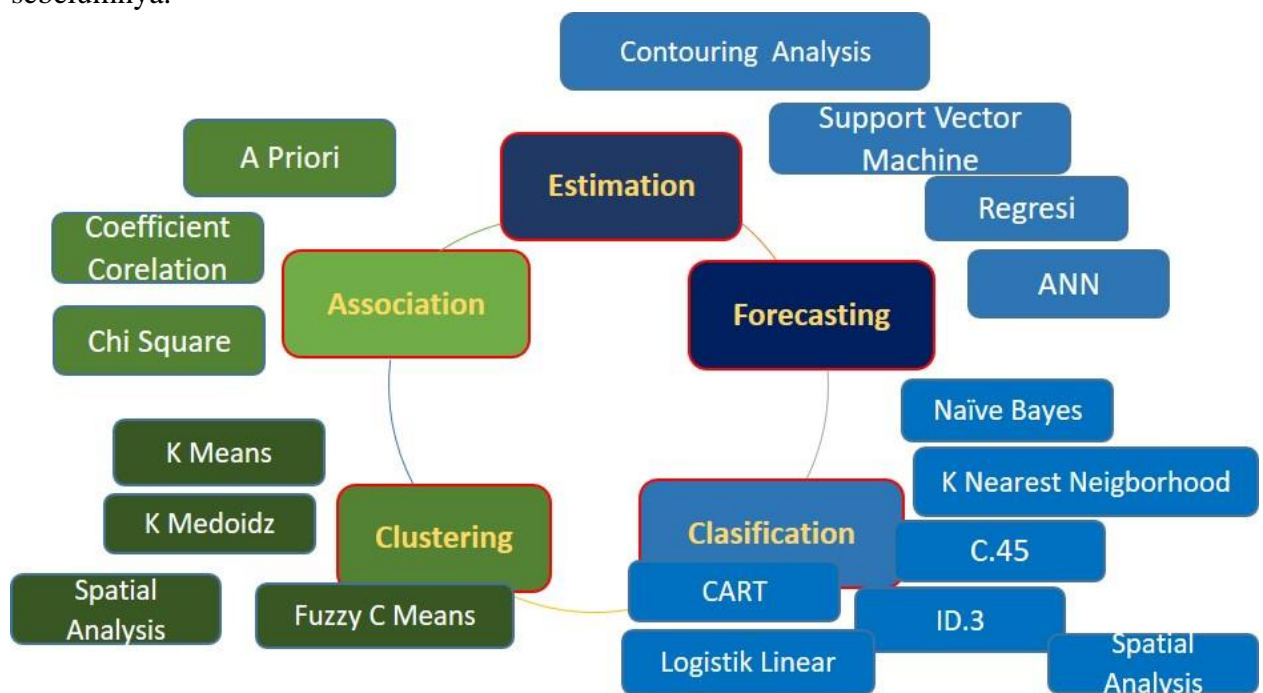 sebelumnya.
Contouring Analysis
Support Vector
Machine
A Priori
Estimation
Regresi
Coefficient
Corelation
ANN
Association
Forecasting
Chi Square
Naïve Bayes
K Means
K Nearest Neigborhood
K Medoidz
Clustering
Clasification
C.45
CART
Spatial
Analysis
Fuzzy C Means
ID.3
Logistik Linear
Spatial
Analysis